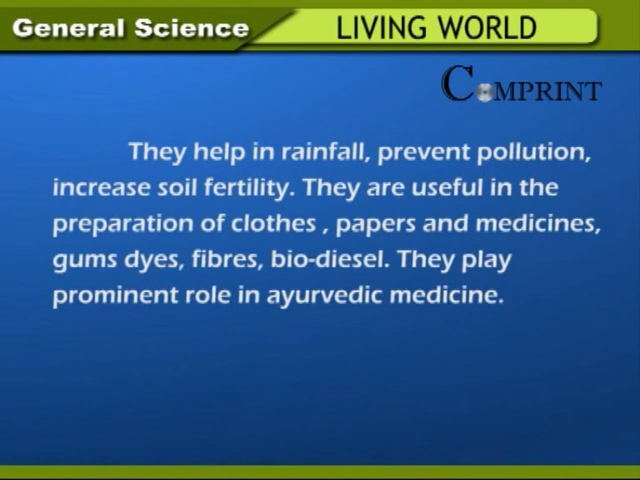 General Science
LIVING WORLD
COMPRINT
They help in rainfall, prevent pollution,
increase soil fertility. They are useful in the
preparation of clothes , papers and medicines,
gums dyes, fibres, bio-diesel. They play
prominent role in ayurvedic medicine.